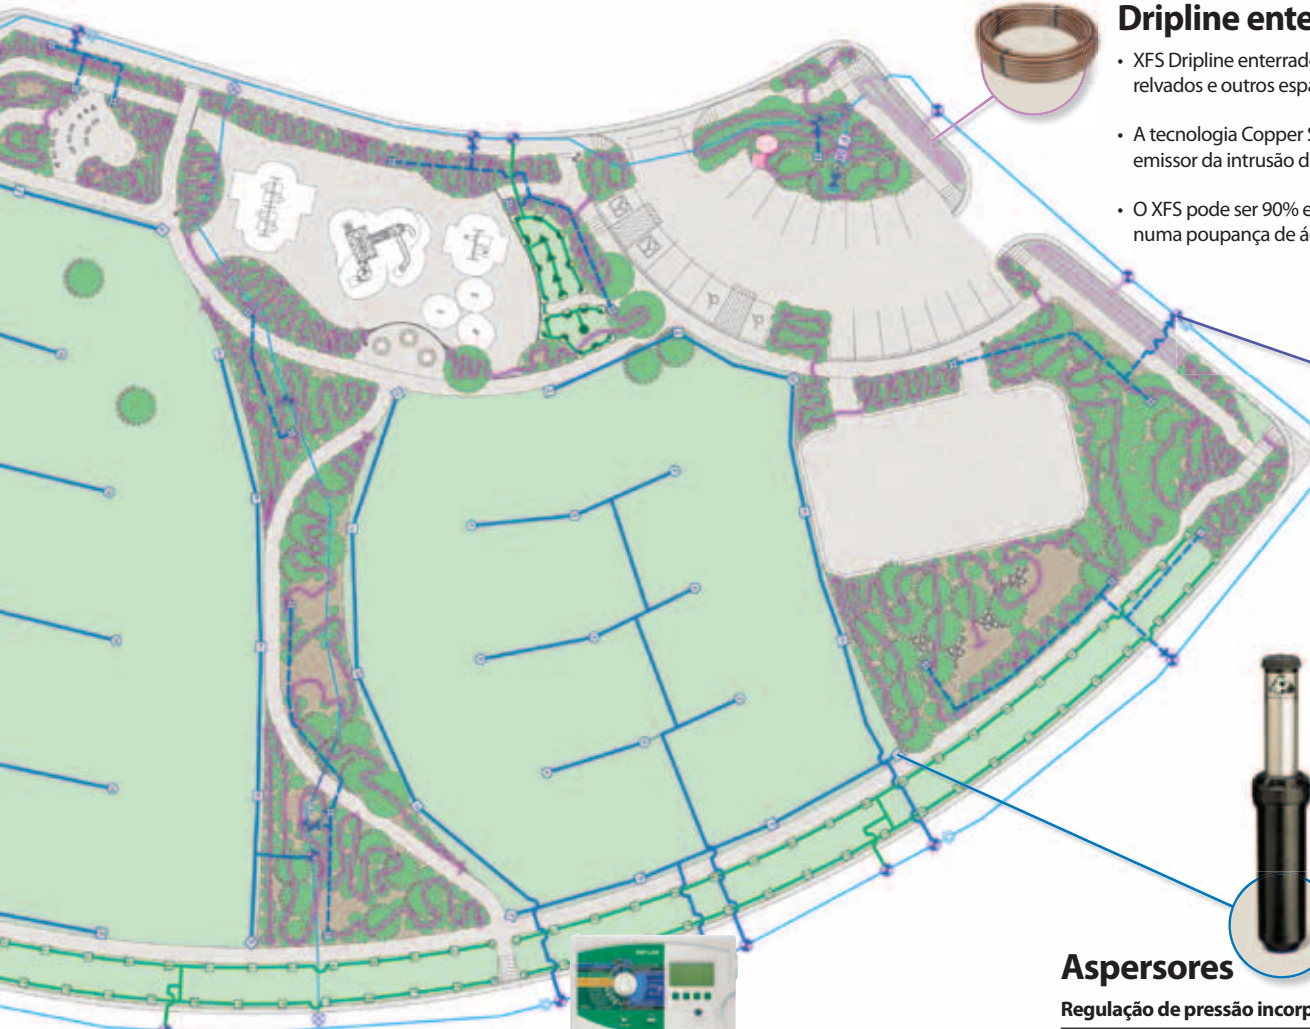 Dripline ente
• XFS Dripline enterrado
relvados e outros espa
• A tecnologia Copper S
emissor da intrusão d
• O XFS pode ser 90% e
numa poupança de á
Aspersores
Regulação de pressão incorp